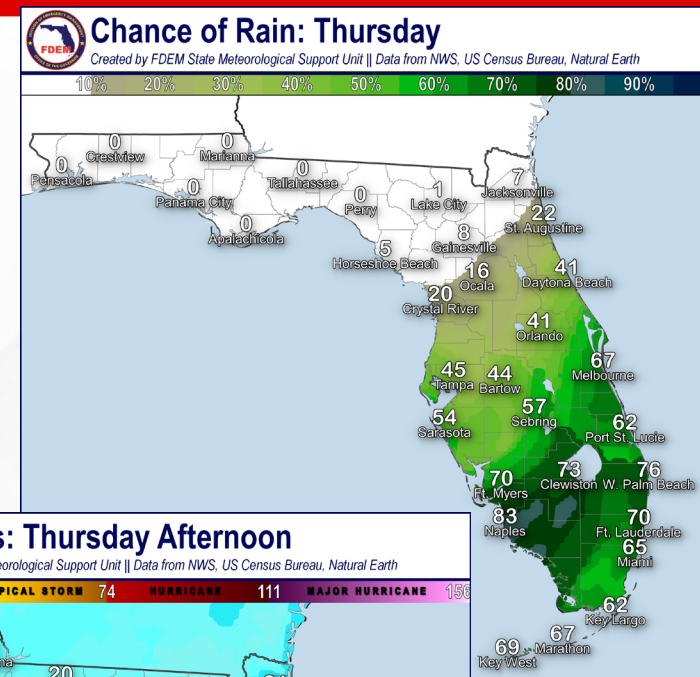 Chance of Rain: Thursday
FDEM
Created by FDEM State Meteorological Support Unit || Data from NWS, US Census Bureau, Natural Earth
10% 20% 30% 40% 50% 60% 70% 80% 90%
0
Crestview
0
Marianna
0
Pensacola
0
Tallahassee
0
Panama City
0
Perry
1
Lake City
7
Jacksonville
0
Apalachicola
22
St. Augustine
8
Gainesville
5
Horseshoe Beach
16
Ocala
41
Daytona Beach
20
Crystal River
41
Orlando
45
Tampa
44
Bartow
67
Melbourne
54
Sarasota
57
Sebring
62
Port St. Lucie
70
Ft. Myers
73
Clewiston
76
W. Palm Beach
83
Naples
70
Ft. Lauderdale
65
Miami
62
Key Largo
67
Marathon
69
Key West
s: Thursday Afternoon
eorological Support Unit || Data from NWS, US Census Bureau, Natural Earth
PICAL STORM 74 HURRICANE 111 MAJOR HURRICANE 156
na
20